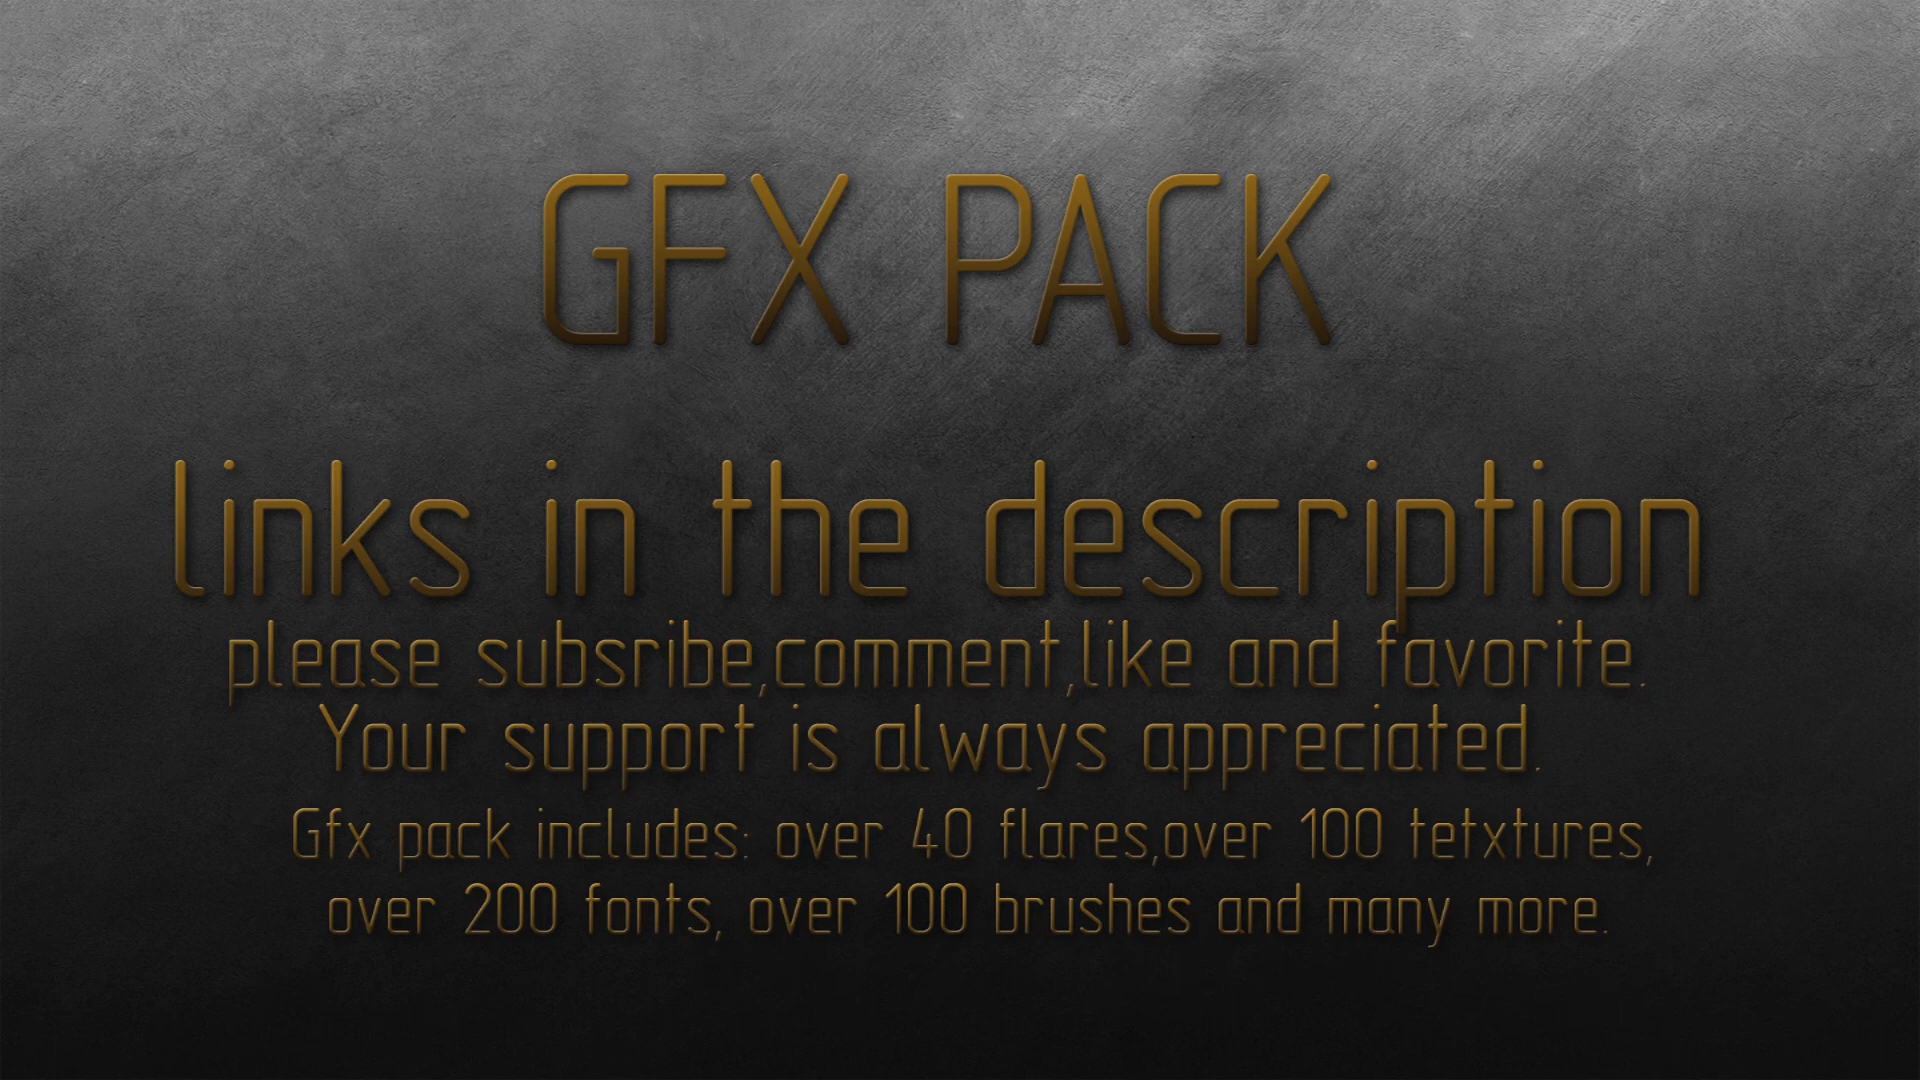 GFX PACK
links in the description
please subsribe,comment,like and favorite.
Your support is always appreciated.
Gfx pack includes: over 40 flares,over 100 tetxtures,
over 200 fonts, over 100 brushes and many more.